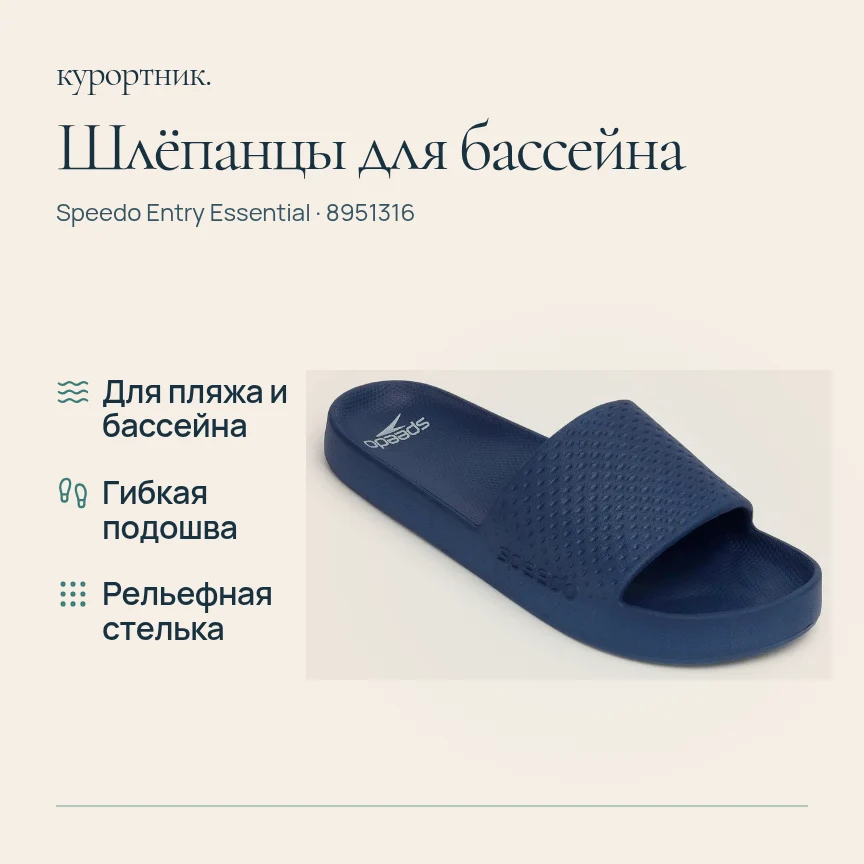 курортник.
Шлёпанцы для бассейна
Speedo Entry Essential · 8951316
Для пляжа и
бассейна
Гибкая
подошва
Рельефная
стелька
speedo
speedo